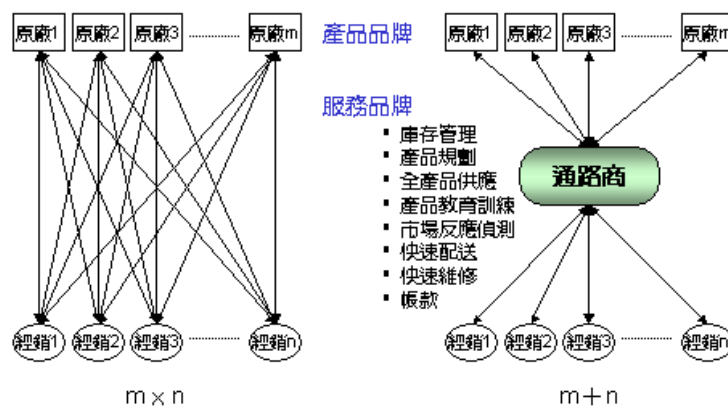 原廠1 原廠2 原廠3 原廠m
產品品牌
原廠1 原廠2 原廠3 原廠m
服務品牌
▪ 庫存管理
▪ 產品規劃
▪ 全產品供應
▪ 產品教育訓練
▪ 市場反應偵測
▪ 快速配送
▪ 快速維修
▪ 帳款
通路商
經銷1 經銷2 經銷3 經銷n
經銷1 經銷2 經銷3 經銷n
m×n
m+n